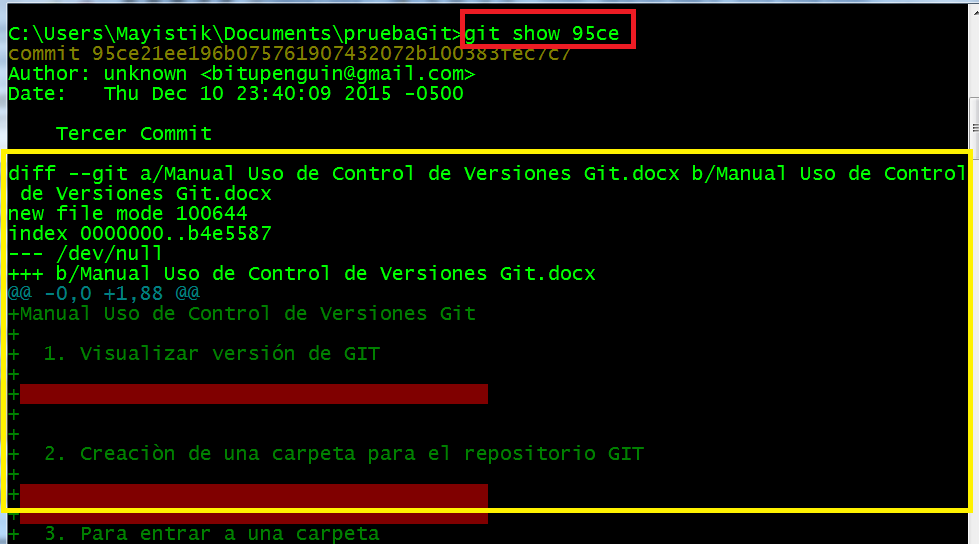 C:\Users\Mayistik\Documents\pruebaGit>git show 95ce
commit 95ce21ee196b075761907432072b100383fec7c7
Author: unknown <bitupenguin@gmail.com>
Date:   Thu Dec 10 23:40:09 2015 -0500
    Tercer Commit
diff --git a/Manual Uso de Control de Versiones Git.docx b/Manual Uso de Control
 de Versiones Git.docx
new file mode 100644
index 0000000..b4e5587
--- /dev/null
+++ b/Manual Uso de Control de Versiones Git.docx
@@ -0,0 +1,88 @@
+Manual Uso de Control de Versiones Git
+
+  1. Visualizar versión de GIT
+
+
+
+
+  2. Creaciòn de una carpeta para el repositorio GIT
+
+
+
+  3. Para entrar a una carpeta